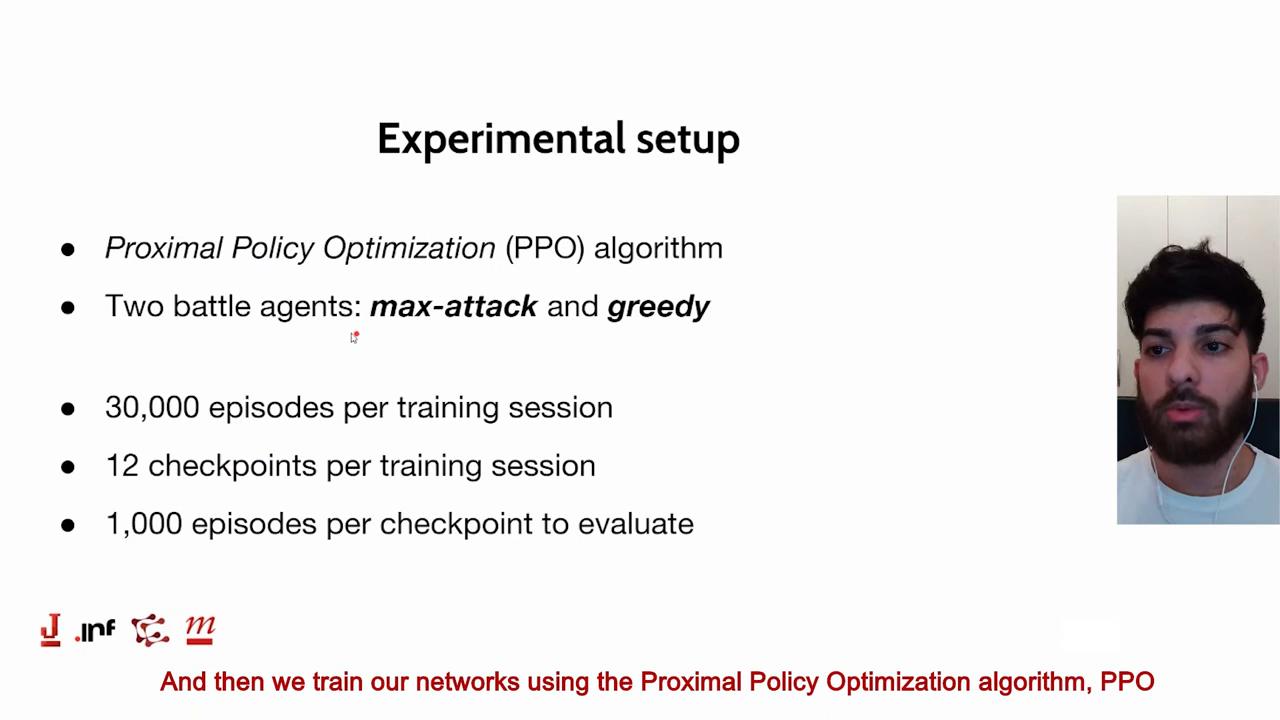 Experimental setup
● Proximal Policy Optimization (PPO) algorithm
● Two battle agents: max-attack and greedy
● 30,000 episodes per training session
● 12 checkpoints per training session
● 1,000 episodes per checkpoint to evaluate
J .inf m
And then we train our networks using the Proximal Policy Optimization algorithm, PPO